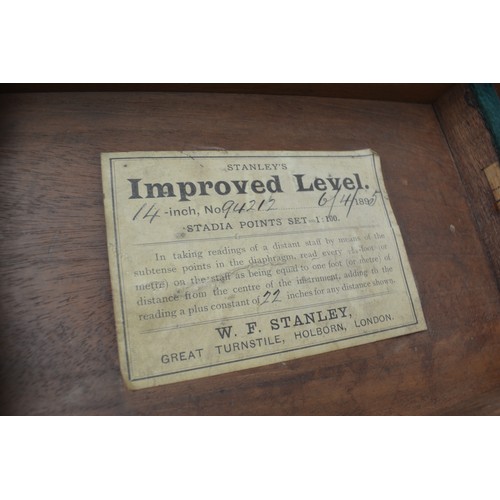 STANLEY'S
Improved Level.
14-inch, No 94212 6/4/1895
STADIA POINTS SET—1:100.
In taking readings of a distant staff by means of the
subtense points in the diaphragm, read every foot or
metre) on the staff as being equal to one foot (or metre) of
distance from the centre of the instrument, adding to the
reading a plus constant of 22 inches for any distance shown.
W. F. STANLEY,
GREAT TURNSTILE, HOLBORN, LONDON.